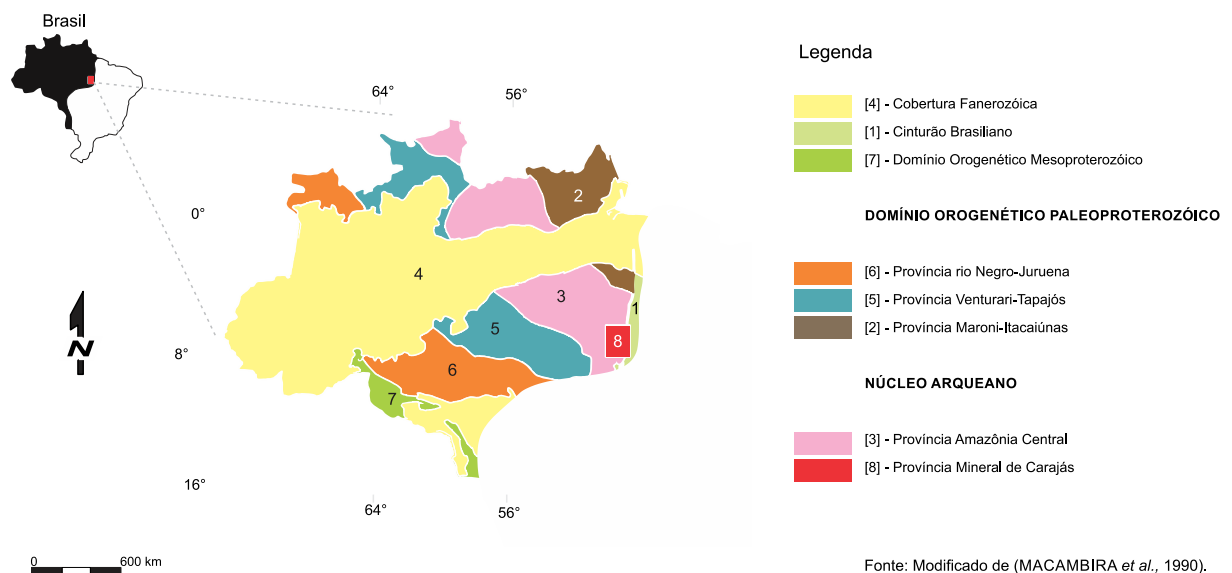 Brasil
64°
56°
0°
8°
16°
64°
56°
N
0
600 km
2
4
3
1
5
8
6
7
Legenda
[4] - Cobertura Fanerozóica
[1] - Cinturão Brasiliano
[7] - Domínio Orogenético Mesoproterozóico
DOMÍNIO OROGENÉTICO PALEOPROTEROZÓICO
[6] - Província rio Negro-Juruena
[5] - Província Venturari-Tapajós
[2] - Província Maroni-Itacaiúnas
NÚCLEO ARQUEANO
[3] - Província Amazônia Central
[8] - Província Mineral de Carajás
Fonte: Modificado de (MACAMBIRA et al., 1990).